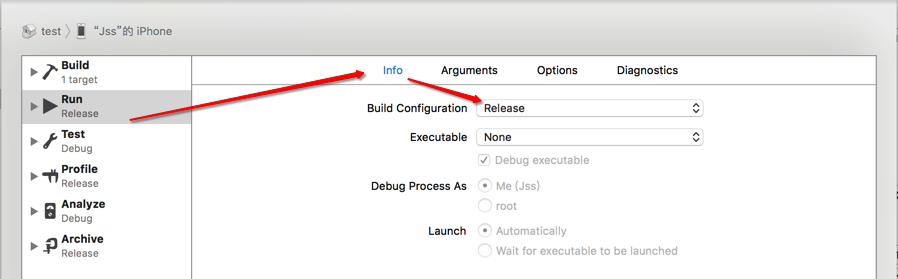 test 〉 “Jss”的 iPhone
Build
1 target
Run
Release
Test
Debug
Profile
Release
Analyze
Debug
Archive
Release
Info Arguments Options Diagnostics
Build Configuration Release
Executable None
Debug executable
Debug Process As Me (Jss)
root
Launch Automatically
Wait for executable to be launched